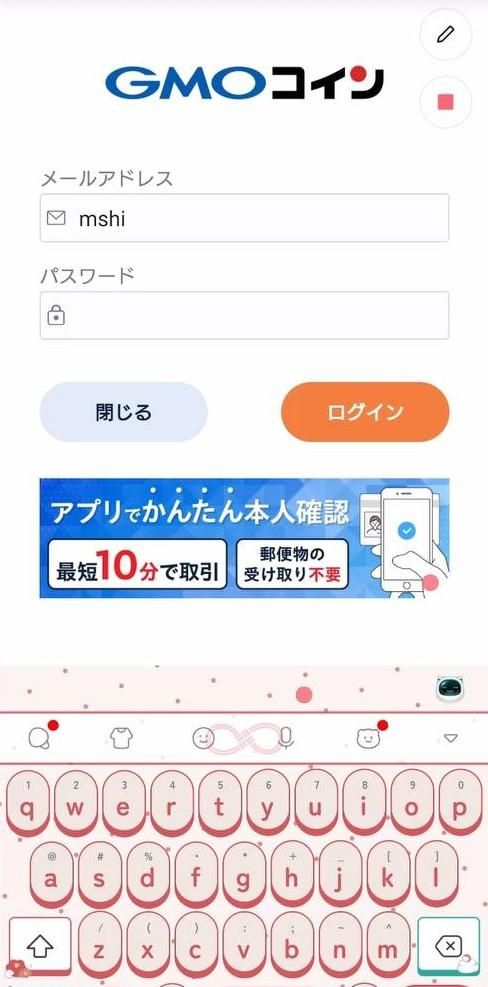 GMOコイン
メールアドレス
mshi
パスワード
閉じる
ログイン
アプリでかんたん本人確認
最短10分で取引
郵便物の
受け取り不要
1 2 3 4 5 6 7 8 9 0
q w e r t y u i o p
@ # % * + _ [ ]
a s d f g h j k l
/ ( ) : ; ~ ^
z x c v b n m